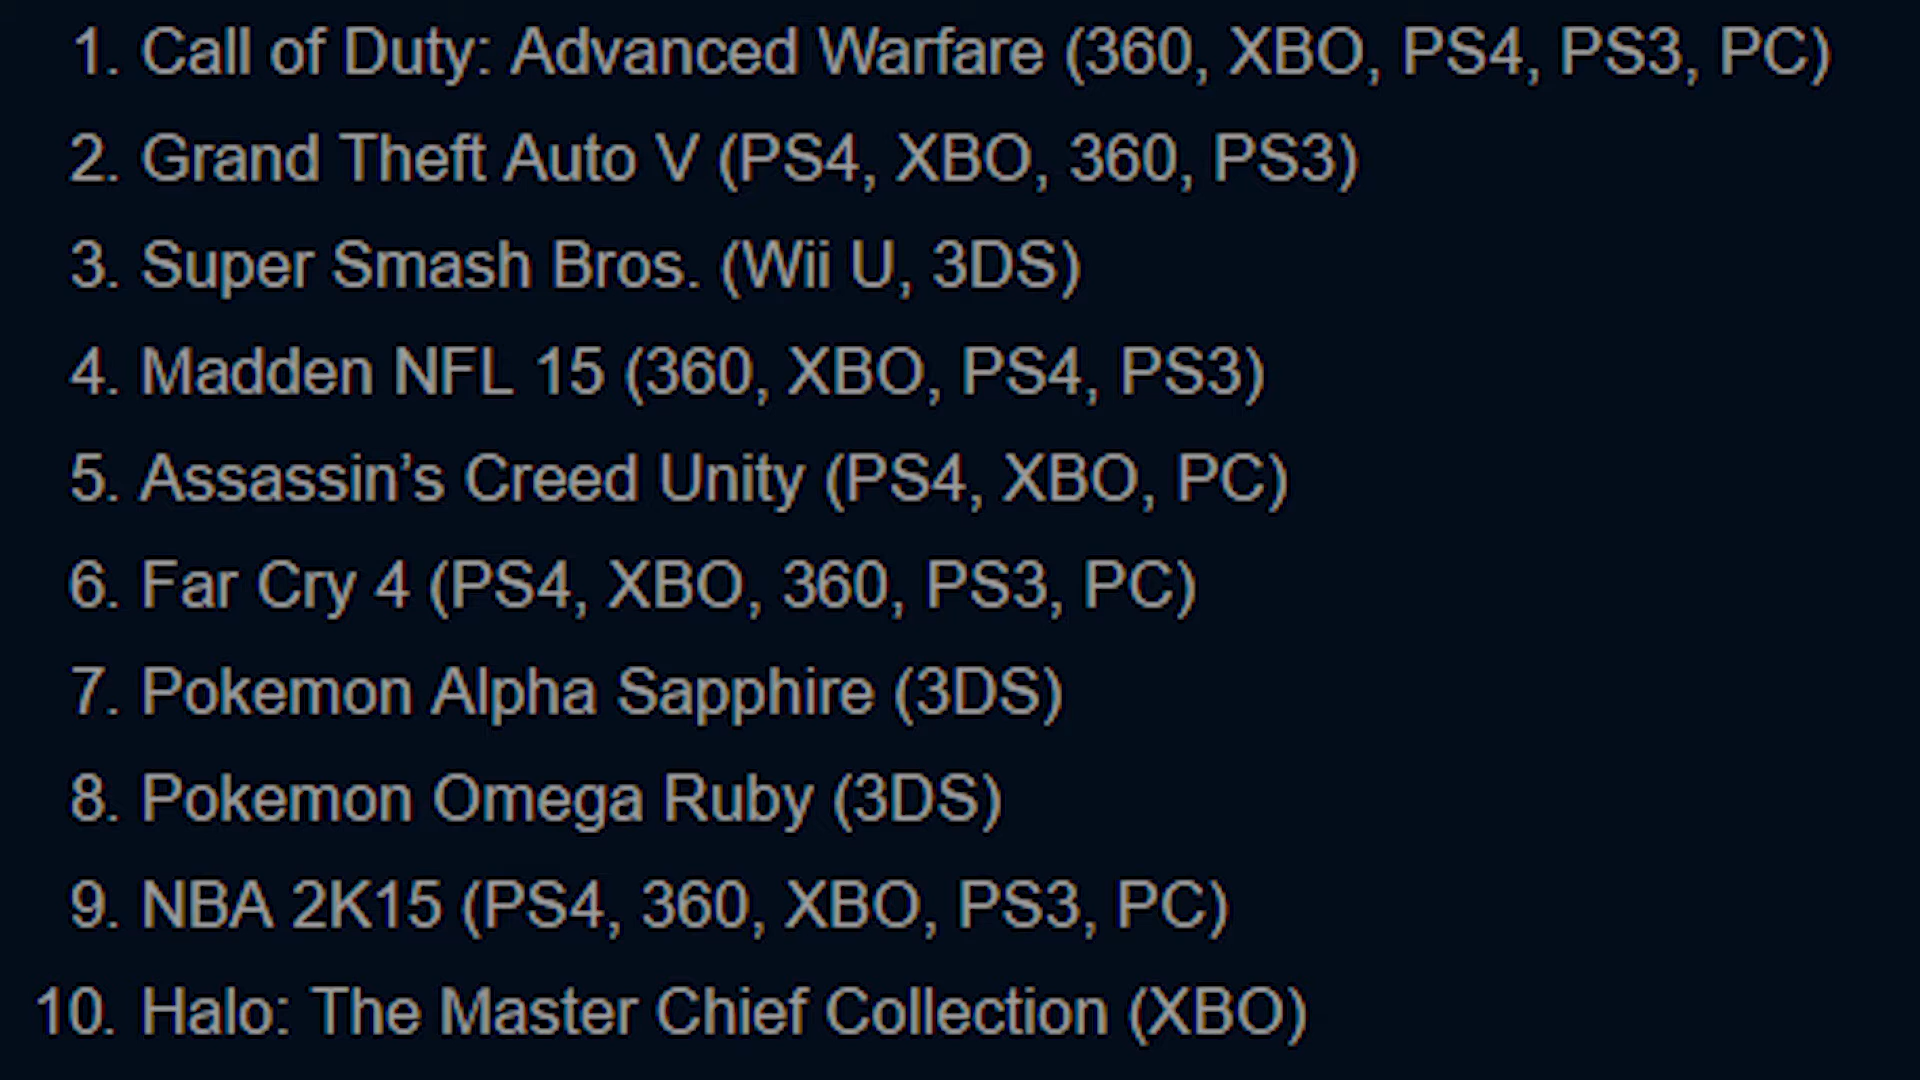 1. Call of Duty: Advanced Warfare (360, XBO, PS4, PS3, PC)
2. Grand Theft Auto V (PS4, XBO, 360, PS3)
3. Super Smash Bros. (Wii U, 3DS)
4. Madden NFL 15 (360, XBO, PS4, PS3)
5. Assassin’s Creed Unity (PS4, XBO, PC)
6. Far Cry 4 (PS4, XBO, 360, PS3, PC)
7. Pokemon Alpha Sapphire (3DS)
8. Pokemon Omega Ruby (3DS)
9. NBA 2K15 (PS4, 360, XBO, PS3, PC)
10. Halo: The Master Chief Collection (XBO)